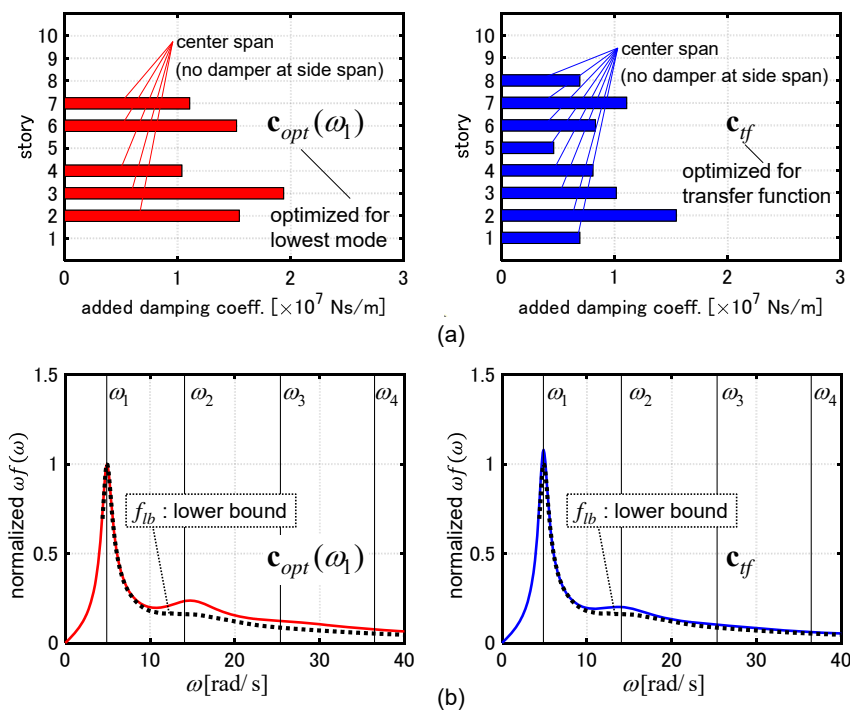 10
9
8
7
6
5
4
3
2
1
story
center span
(no damper at side span)
c_opt(ω₁)
optimized for
lowest mode
0 1 2 3
added damping coeff. [×10⁷ Ns/m]
10
9
8
7
6
5
4
3
2
1
story
center span
(no damper at side span)
c_tf
optimized for
transfer function
0 1 2 3
added damping coeff. [×10⁷ Ns/m]
(a)
1.5
1
0.5
0
normalized ωf(ω)
ω₁ ω₂ ω₃ ω₄
f_lb : lower bound
c_opt(ω₁)
0 10 20 30 40
ω[rad/s]
1.5
1
0.5
0
normalized ωf(ω)
ω₁ ω₂ ω₃ ω₄
f_lb : lower bound
c_tf
0 10 20 30 40
ω[rad/s]
(b)